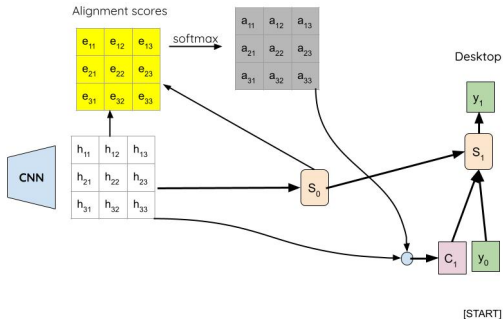 Alignment scores
e11 e12 e13
e21 e22 e23
e31 e32 e33
softmax
a11 a12 a13
a21 a22 a23
a31 a32 a33
Desktop
y1
S1
CNN
h11 h12 h13
h21 h22 h23
h31 h32 h33
S0
C1
y0
[START]